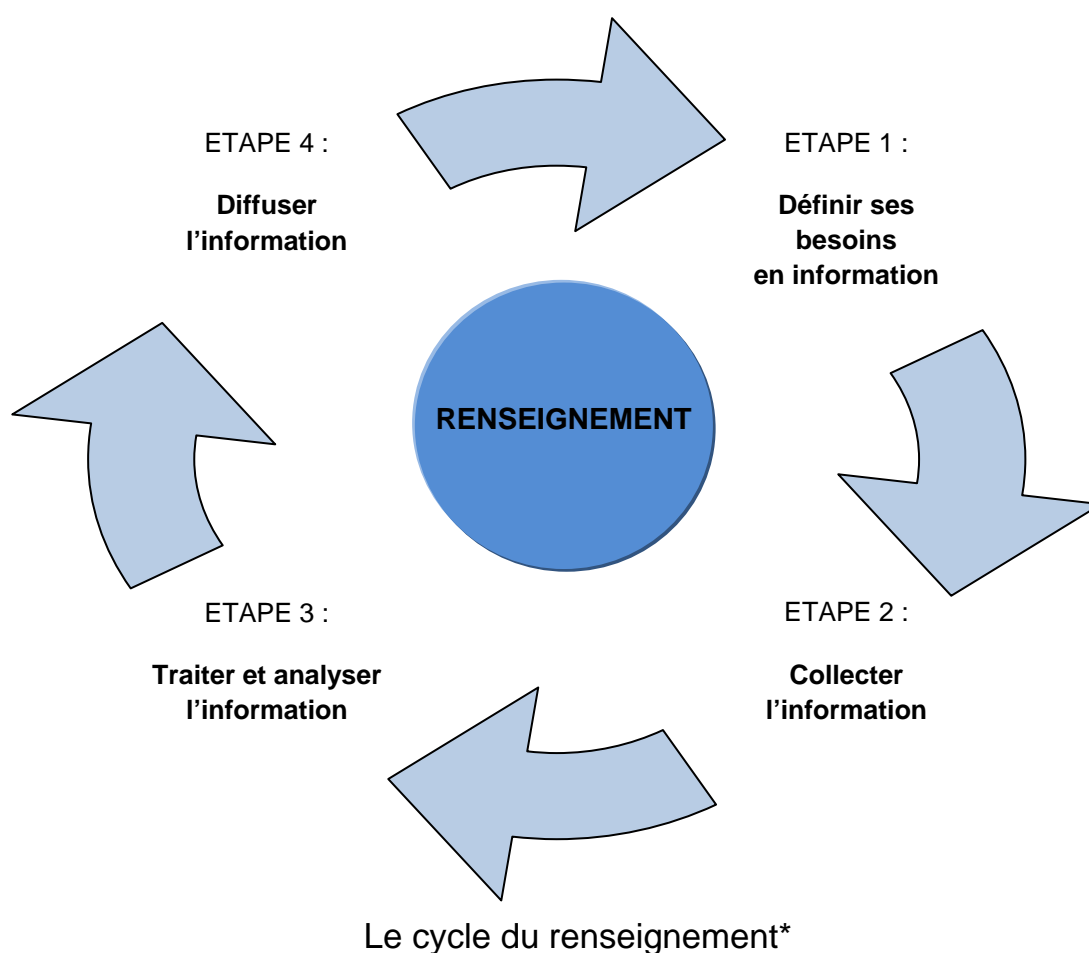 ETAPE 1 :
Définir ses
besoins
en information
ETAPE 2 :
Collecter
l’information
ETAPE 3 :
Traiter et analyser
l’information
ETAPE 4 :
Diffuser
l’information
RENSEIGNEMENT
Le cycle du renseignement*